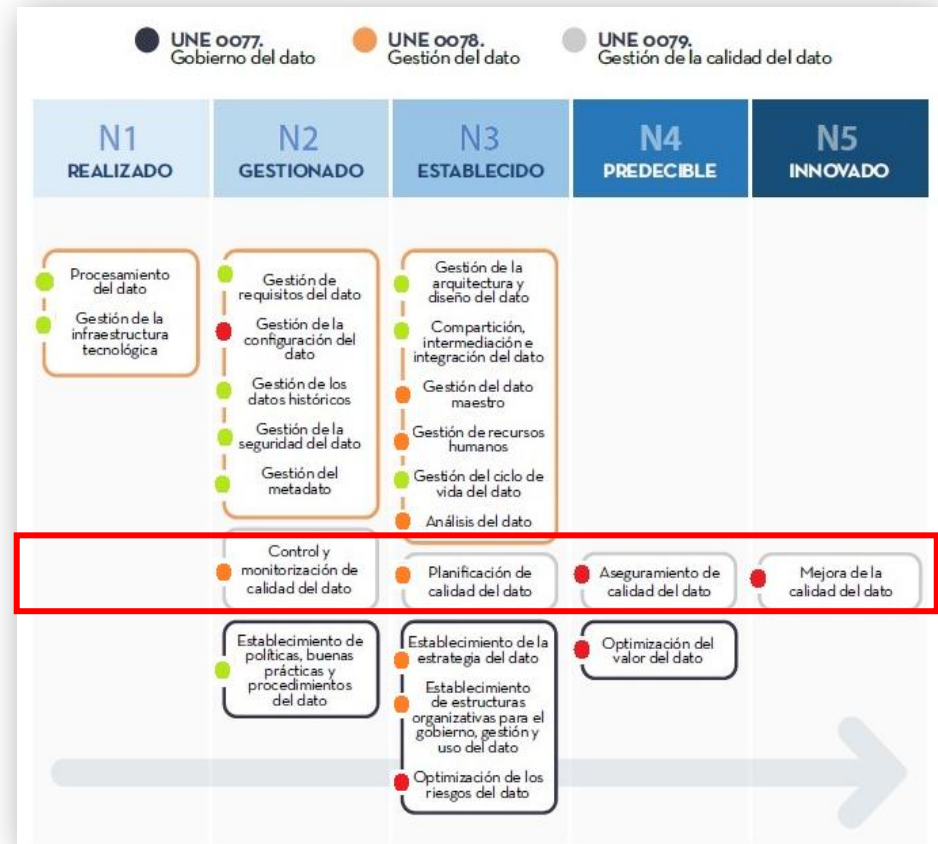 UNE 0077.
Gobierno del dato
UNE 0078.
Gestión del dato
UNE 0079.
Gestión de la calidad del dato
N1
REALIZADO
N2
GESTIONADO
N3
ESTABLECIDO
N4
PREDECIBLE
N5
INNOVADO
Procesamiento
del dato
Gestión de la
infraestructura
tecnológica
Gestión de
requisitos del dato
Gestión de la
configuración del
dato
Gestión de los
datos históricos
Gestión de la
seguridad del dato
Gestión del
metadato
Gestión de la
arquitectura y
diseño del dato
Compartición,
intermediación e
integración del dato
Gestión del dato
maestro
Gestión de recursos
humanos
Gestión del ciclo de
vida del dato
Análisis del dato
Control y
monitorización de
calidad del dato
Planificación de
calidad del dato
Aseguramiento de
calidad del dato
Mejora de la
calidad del dato
Establecimiento de
políticas, buenas
prácticas y
procedimientos
del dato
Establecimiento de la
estrategia del dato
Establecimiento
de estructuras
organizativas para el
gobierno, gestión y
uso del dato
Optimización de los
riesgos del dato
Optimización del
valor del dato